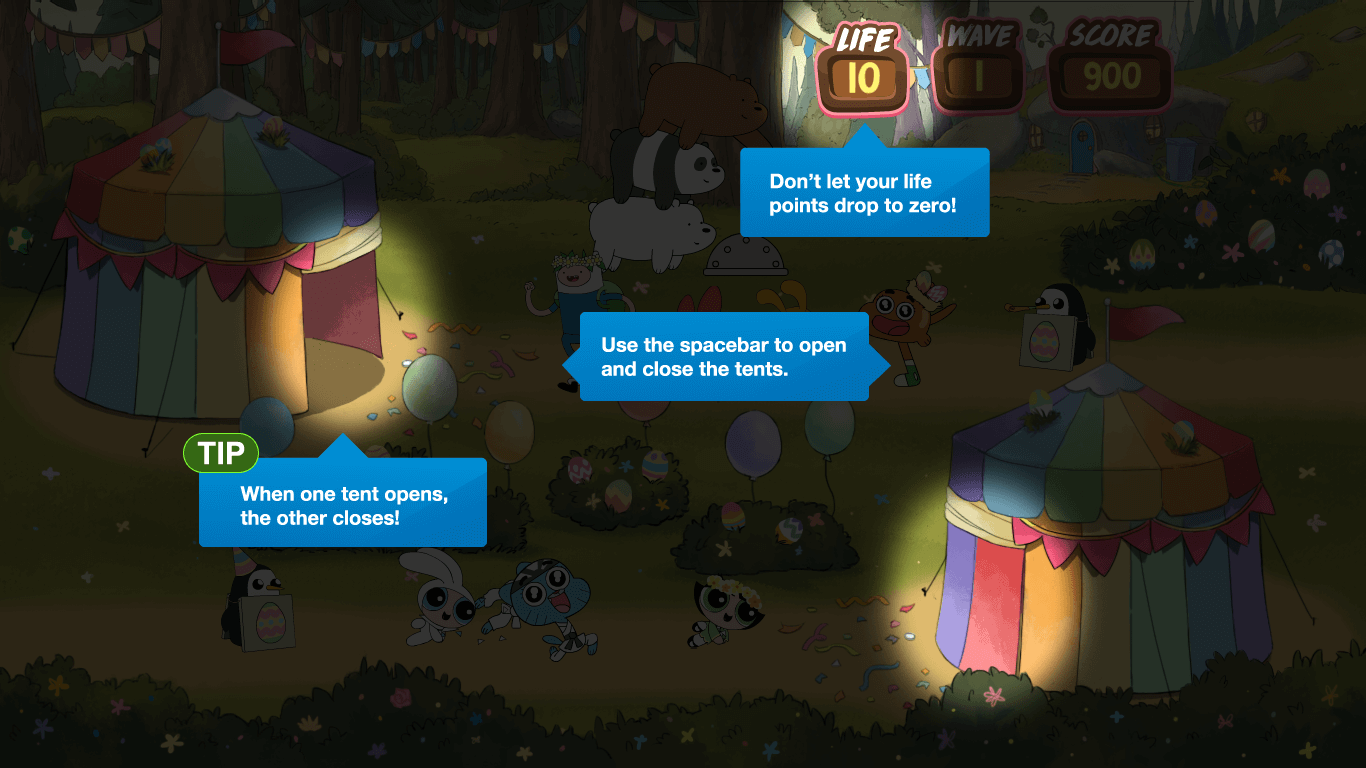 LIFE
10
WAVE
1
SCORE
900
Don't let your life
points drop to zero!
Use the spacebar to open
and close the tents.
TIP
When one tent opens,
the other closes!